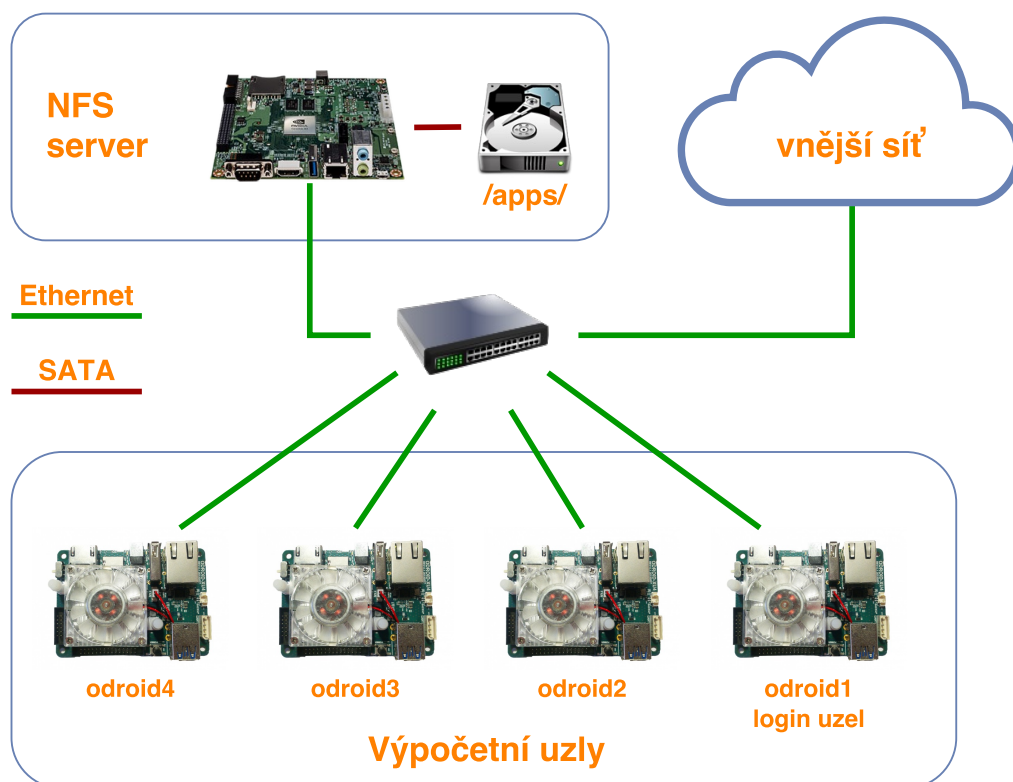 NFS
server
/apps/
vnější síť
Ethernet
SATA
odroid4
odroid3
odroid2
odroid1
login uzel
Výpočetní uzly